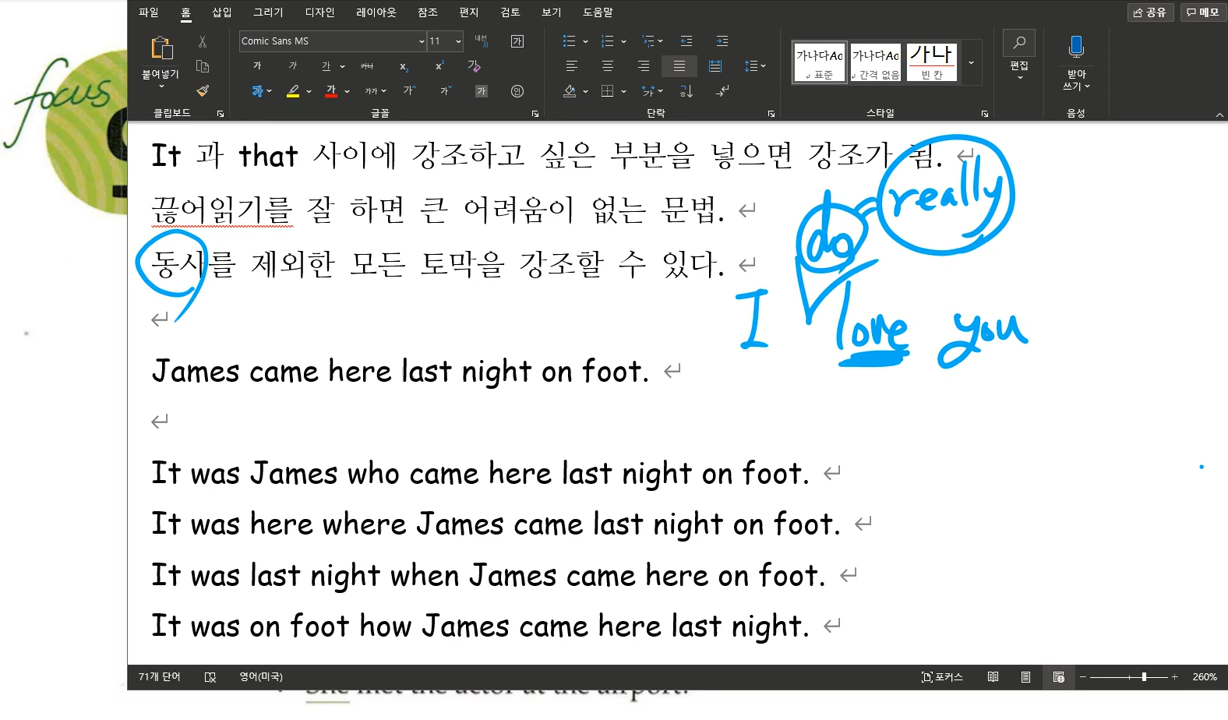 파일 홈 삽입 그리기 디자인 레이아웃 참조 편지 검토 보기 도움말 공유 메모
focus
붙여넣기
Comic Sans MS 11
가나다Ac 가나다Ac 가나다
표준 간격 없음 빈 칸
편집
받아쓰기
클립보드 글꼴 단락 스타일 음성
It 과 that 사이에 강조하고 싶은 부분을 넣으면 강조가 됨.
끊어읽기를 잘 하면 큰 어려움이 없는 문법.
동사를 제외한 모든 토막을 강조할 수 있다.
do really
I love you
James came here last night on foot.
It was James who came here last night on foot.
It was here where James came last night on foot.
It was last night when James came here on foot.
It was on foot how James came here last night.
71개 단어 영어(미국) 포커스 260%
She met the actor at the airport.